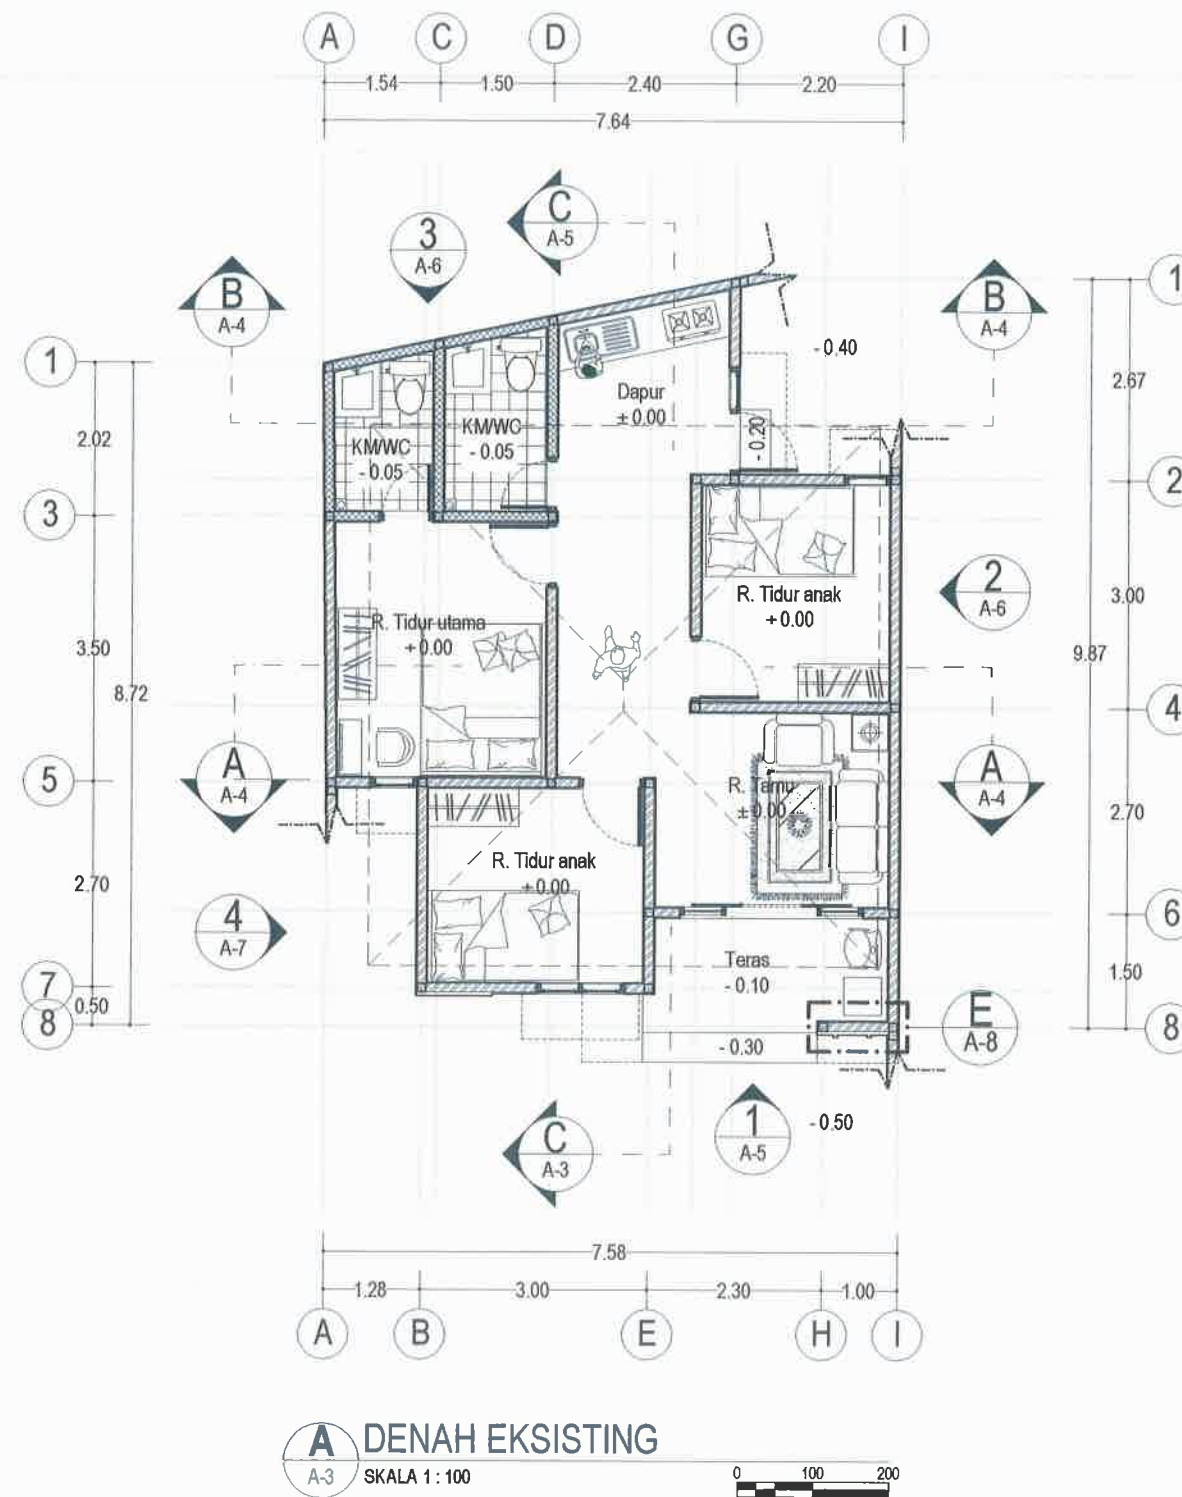 A C D G I
1.54 1.50 2.40 2.20
7.64
C
A-5
3
A-6
B
A-4
B
A-4
1
1
- 0.40
Dapur
± 0.00
2.67
2.02
KM/WC
- 0.05
KM/WC
- 0.05
- 0.20
2
3
2
A-6
R. Tidur anak
+ 0.00
3.00
R. Tidur utama
+ 0.00
3.50
9.87
8.72
4
5
A
A-4
A
A-4
R. Tamu
± 0.00
2.70
R. Tidur anak
+ 0.00
2.70
4
A-7
6
Teras
- 0.10
1.50
7
0.50
8
E
A-8
8
- 0.30
1
A-5
- 0.50
C
A-3
7.58
1.28 3.00 2.30 1.00
A B E H I
A
A-3
DENAH EKSISTING
SKALA 1 : 100
0 100 200